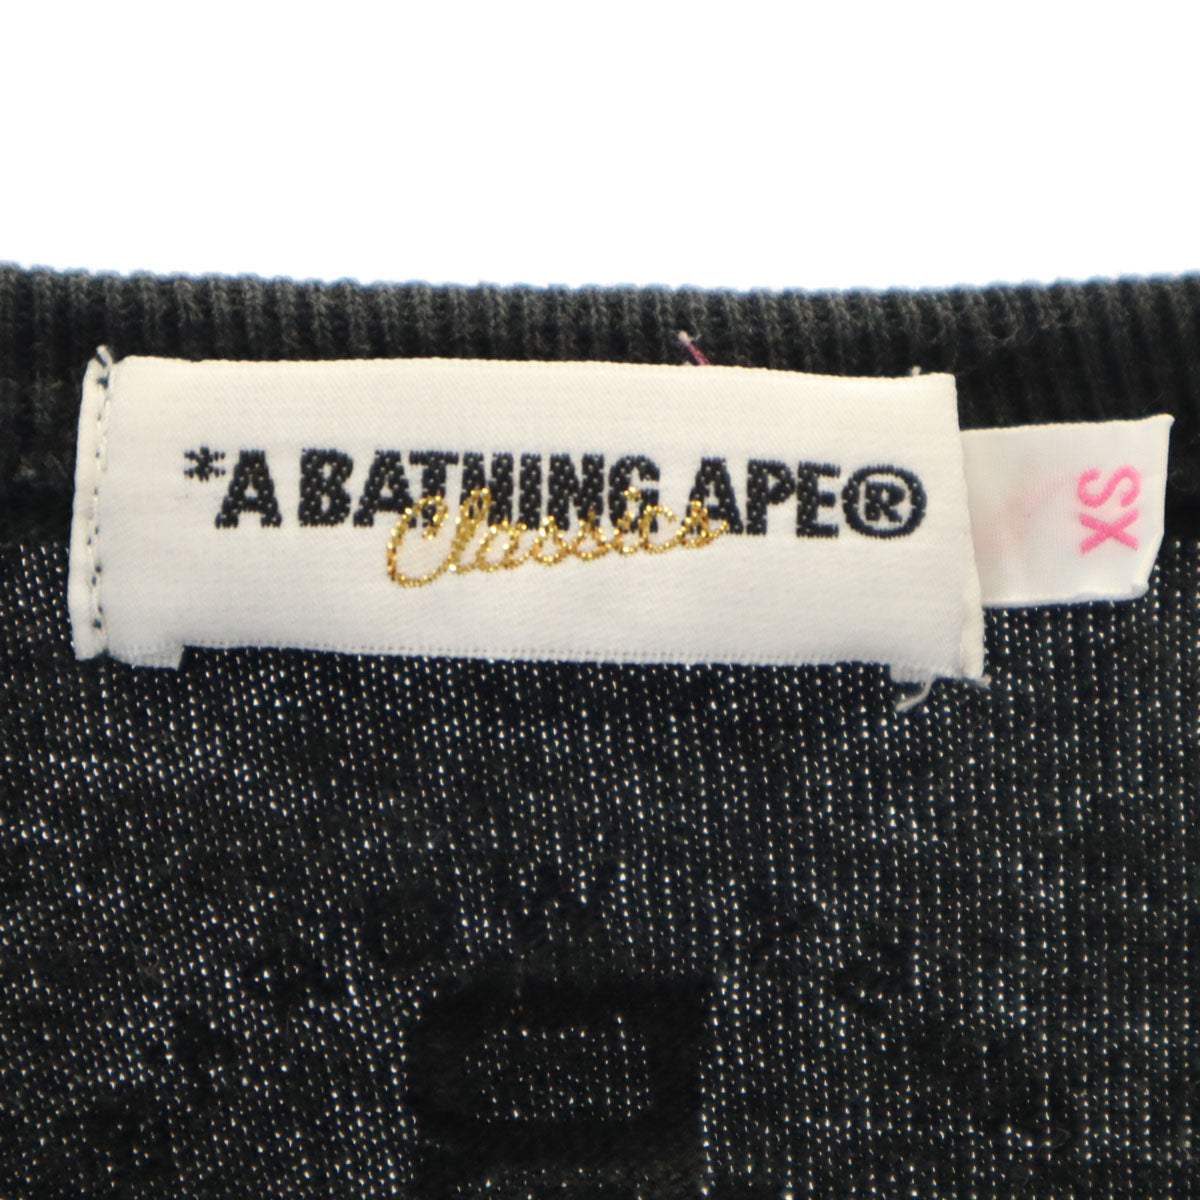 *A BATHING APE®
Classics
XS